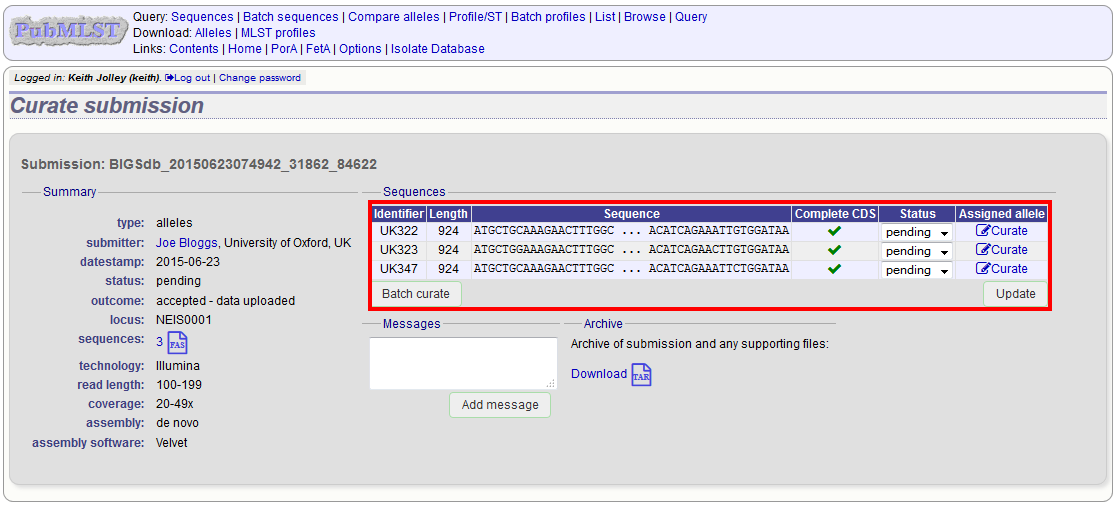 PubMLST
Query: Sequences | Batch sequences | Compare alleles | Profile/ST | Batch profiles | List | Browse | Query
Download: Alleles | MLST profiles
Links: Contents | Home | PorA | FetA | Options | Isolate Database
Logged in: Keith Jolley (keith). Log out | Change password
Curate submission
Submission: BIGSdb_20150623074942_31862_84622
Summary
type: alleles
submitter: Joe Bloggs, University of Oxford, UK
datestamp: 2015-06-23
status: pending
outcome: accepted - data uploaded
locus: NEIS0001
sequences: 3 FAS
technology: Illumina
read length: 100-199
coverage: 20-49x
assembly: de novo
assembly software: Velvet
Sequences
Identifier Length Sequence Complete CDS Status Assigned allele
UK322 924 ATGCTGCAAAGAACTTTGGC ... ACATCAGAAATTGTGGATAA pending Curate
UK323 924 ATGCTGCAAAGAACTTTGGC ... ACATCAGAAATTGTGGATAA pending Curate
UK347 924 ATGCTGCAAAGAACTTTGGC ... ACATCAGAAATTCTGGATAA pending Curate
Batch curate Update
Messages
Add message
Archive
Archive of submission and any supporting files:
Download TAR